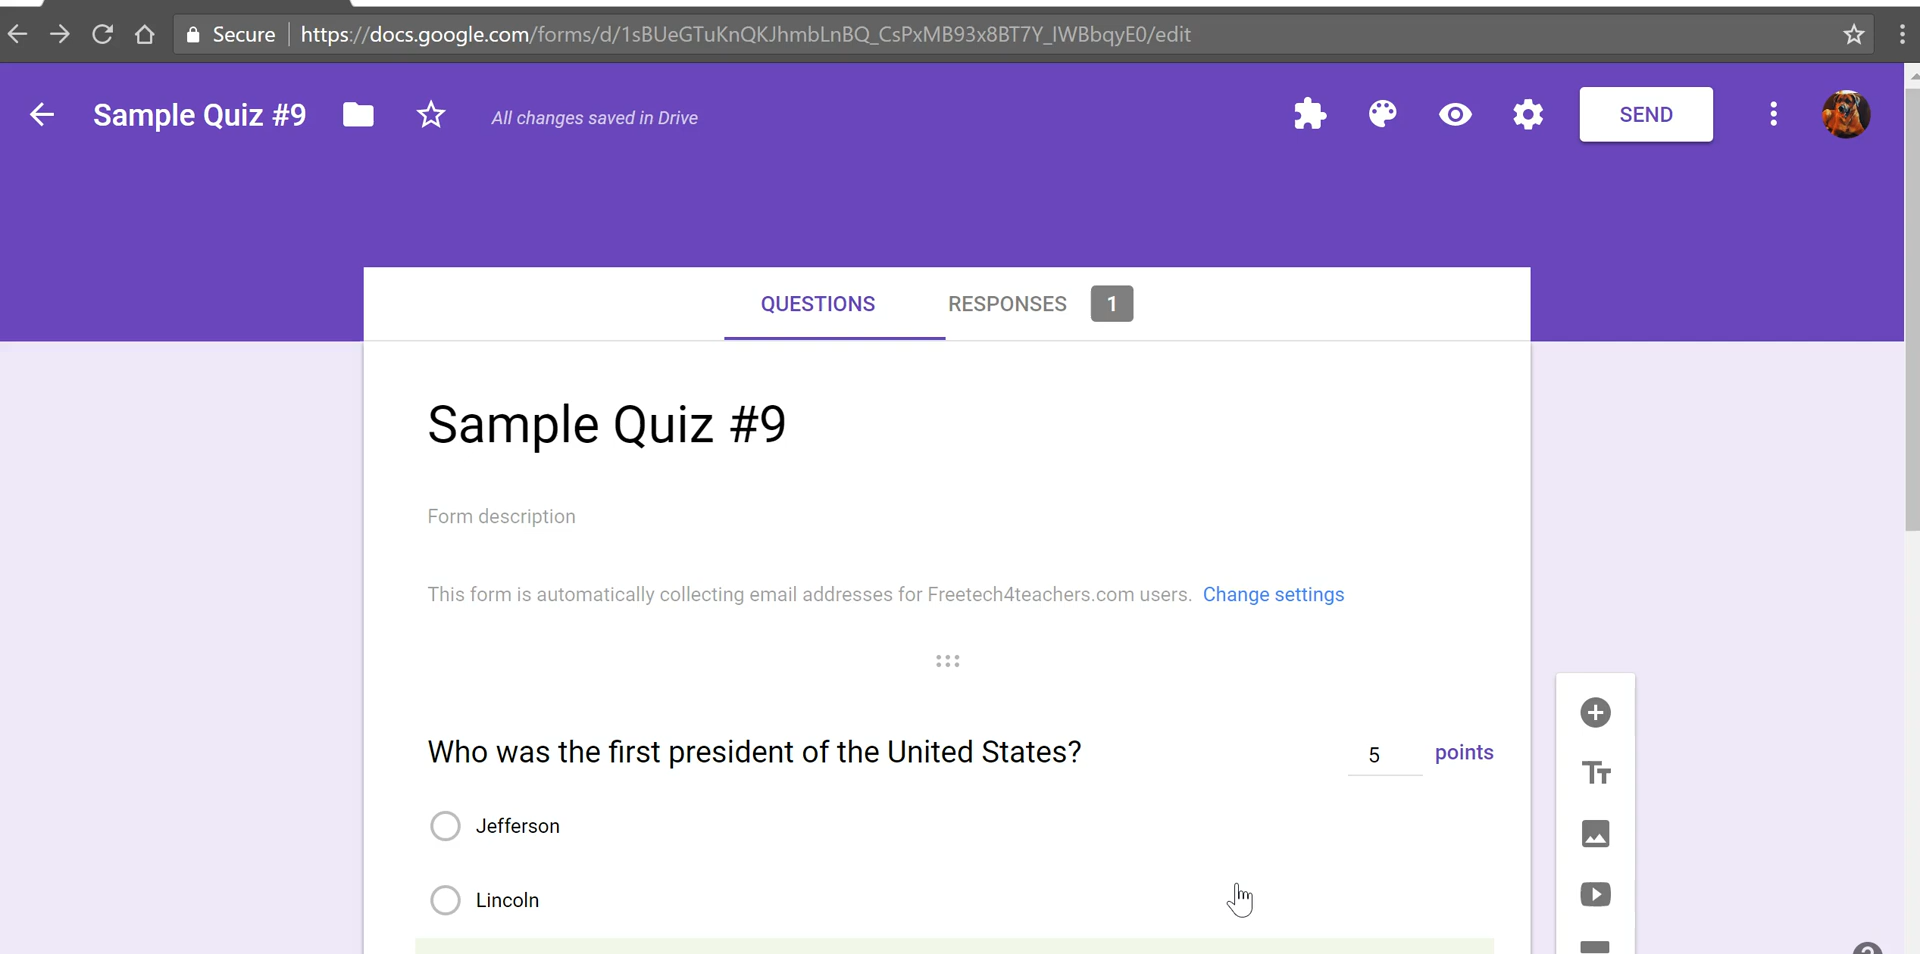 Secure https://docs.google.com/forms/d/1sBUeGTuKnQKJhmbLnBQ_CsPxMB93x8BT7Y_IWBbqyE0/edit
Sample Quiz #9 All changes saved in Drive SEND
QUESTIONS RESPONSES 1
Sample Quiz #9
Form description
This form is automatically collecting email addresses for Freetech4teachers.com users. Change settings
Who was the first president of the United States? 5 points
Jefferson
Lincoln